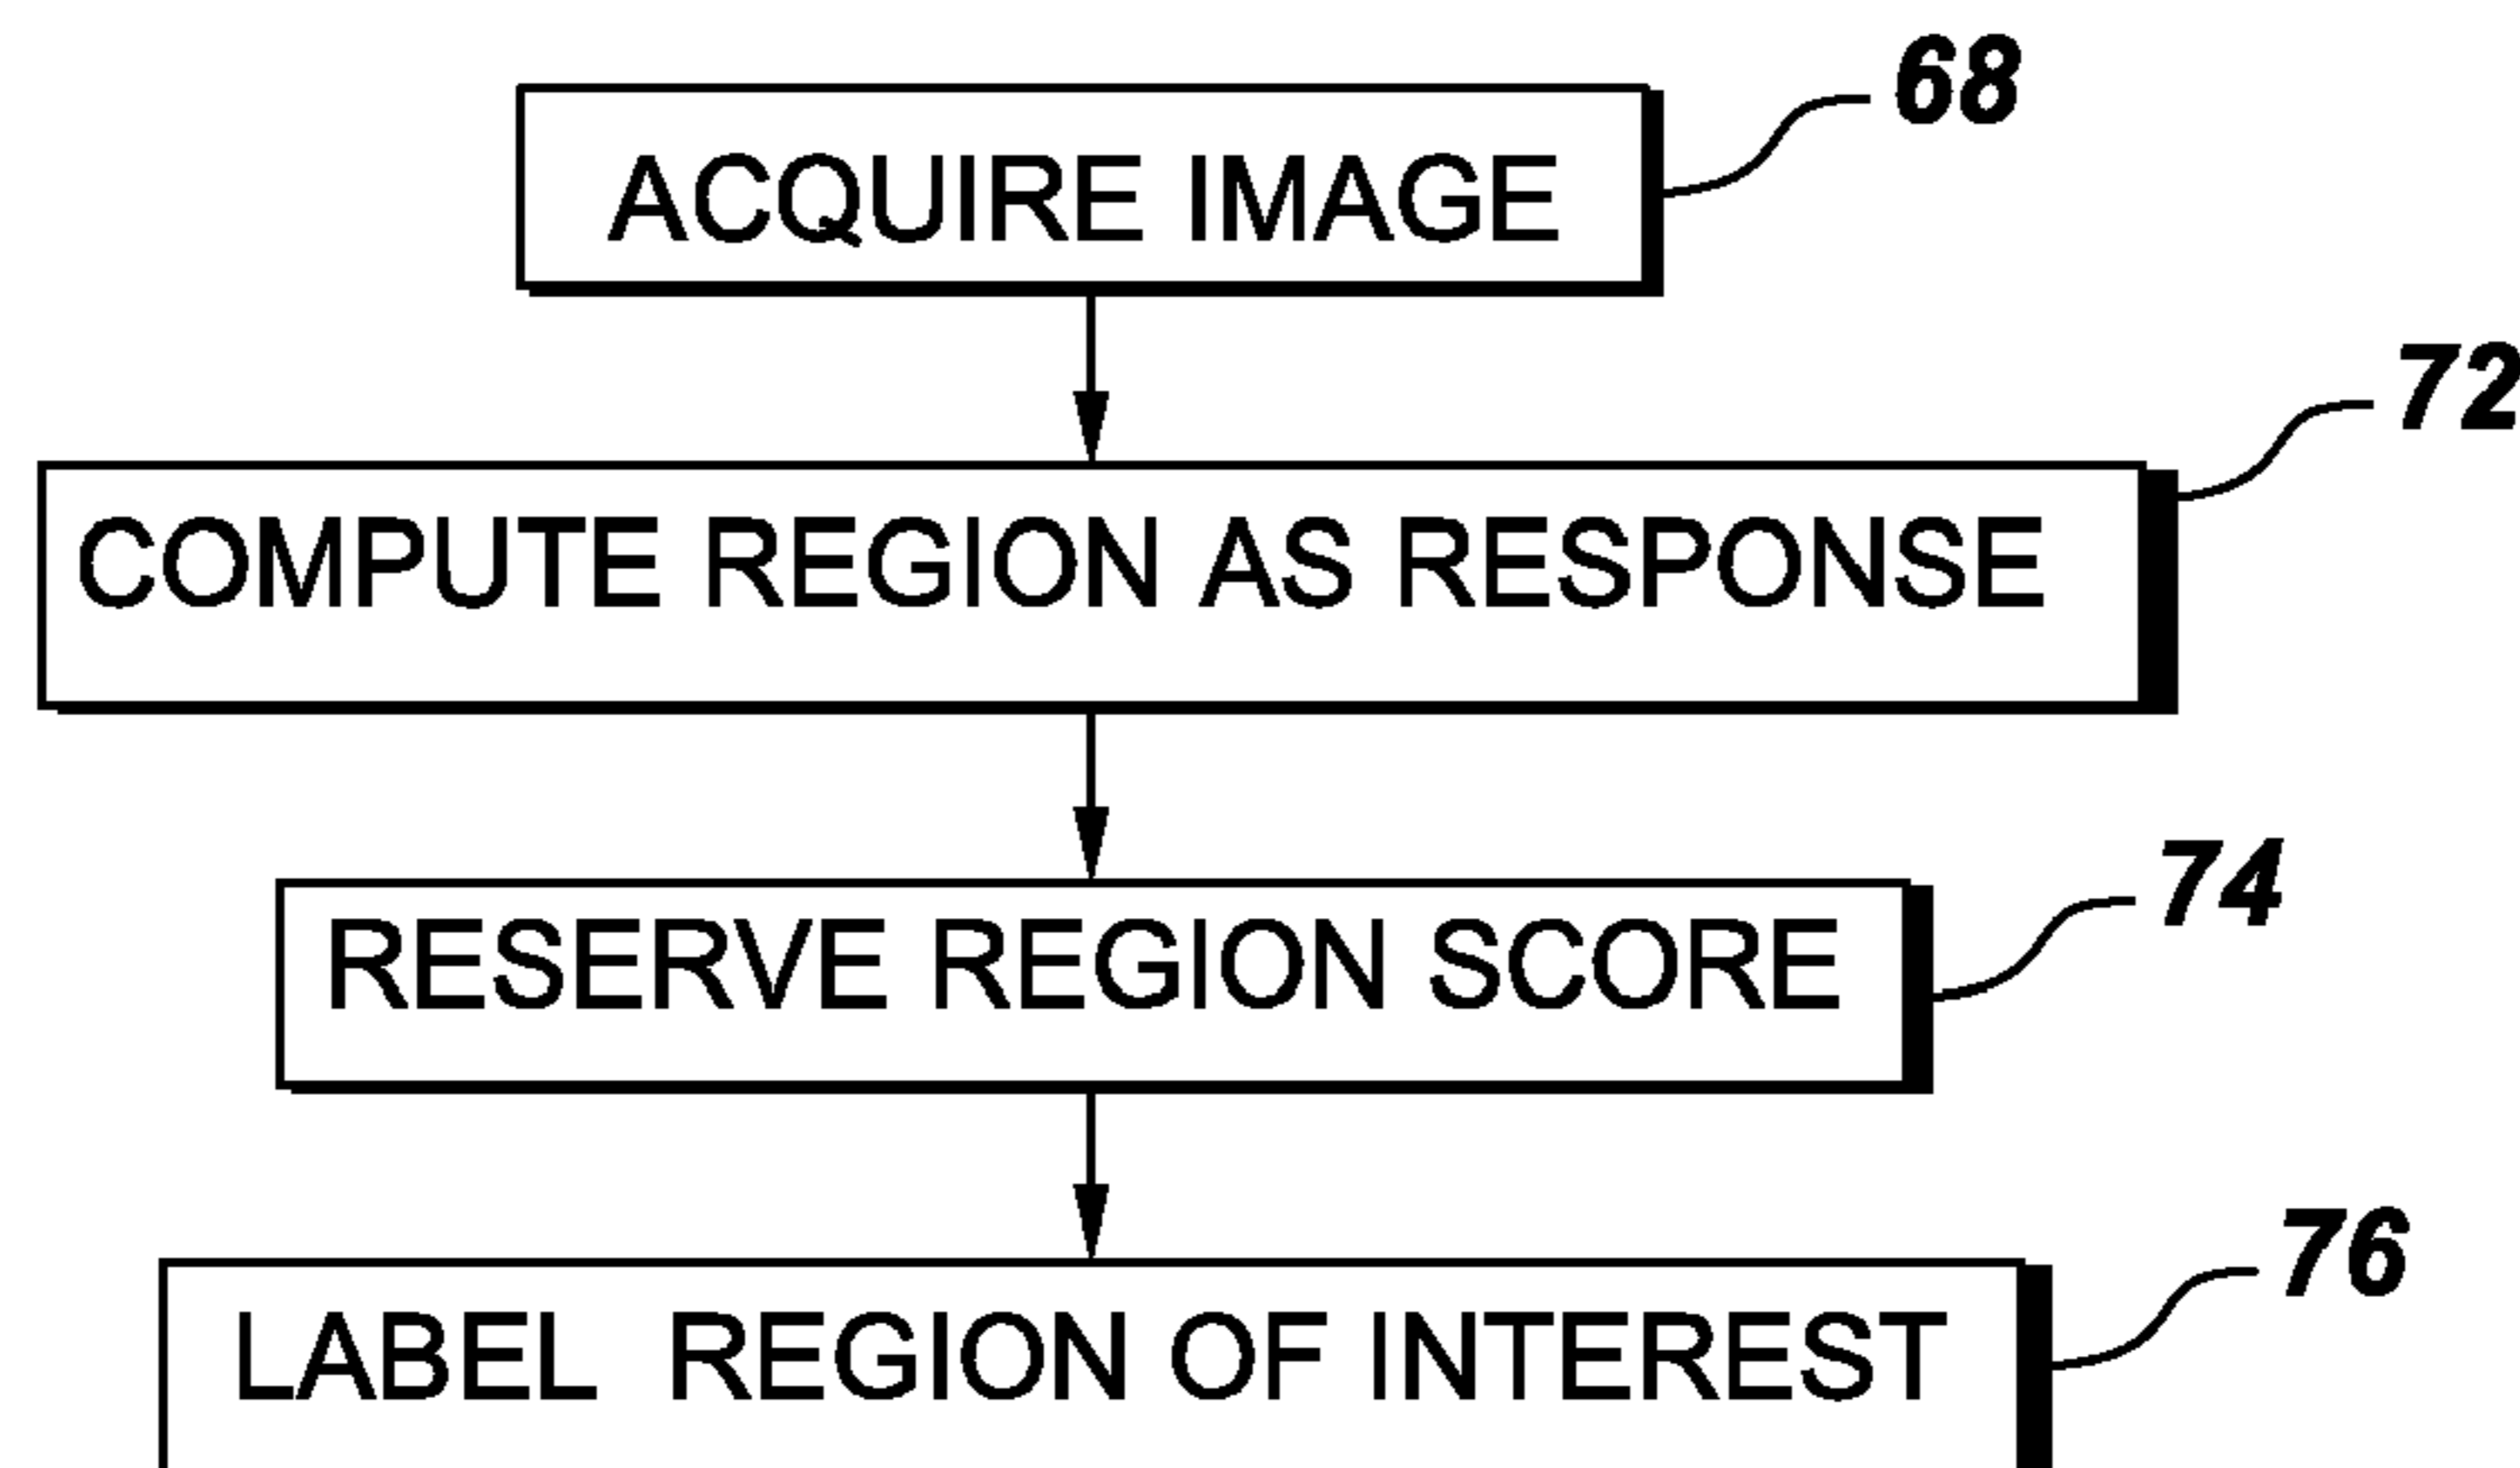 68
ACQUIRE IMAGE
72
COMPUTE REGION AS RESPONSE
74
RESERVE REGION SCORE
76
LABEL REGION OF INTEREST